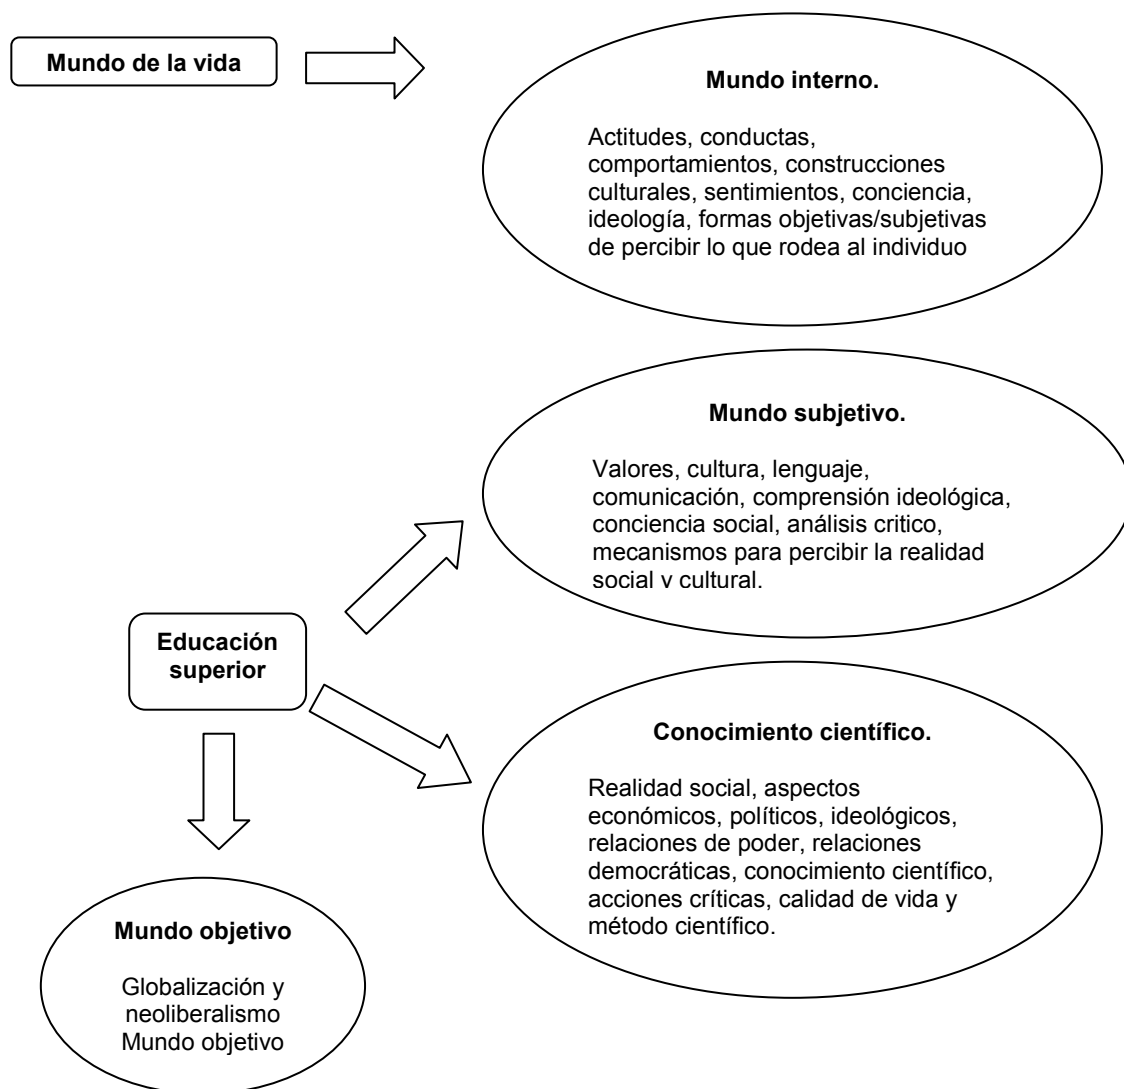 Mundo de la vida
Mundo interno.
Actitudes, conductas,
comportamientos, construcciones
culturales, sentimientos, conciencia,
ideología, formas objetivas/subjetivas
de percibir lo que rodea al individuo
Mundo subjetivo.
Valores, cultura, lenguaje,
comunicación, comprensión ideológica,
conciencia social, análisis critico,
mecanismos para percibir la realidad
social v cultural.
Educación
superior
Conocimiento científico.
Realidad social, aspectos
económicos, políticos, ideológicos,
relaciones de poder, relaciones
democráticas, conocimiento científico,
acciones críticas, calidad de vida y
método científico.
Mundo objetivo
Globalización y
neoliberalismo
Mundo objetivo